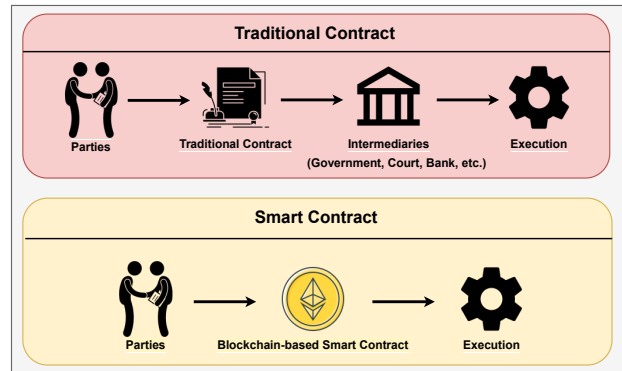 Traditional Contract
Parties
Traditional Contract
Intermediaries
(Government, Court, Bank, etc.)
Execution
Smart Contract
Parties
Blockchain-based Smart Contract
Execution